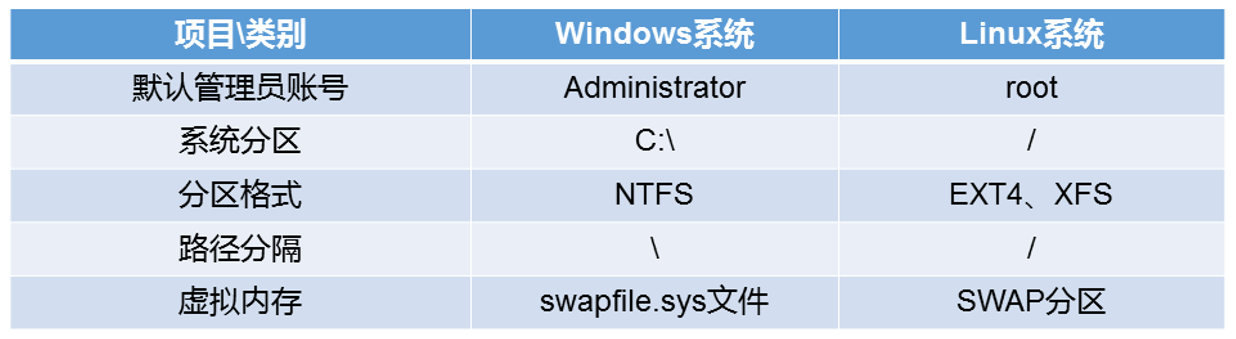 项目\类别 Windows系统 Linux系统
默认管理员账号 Administrator root
系统分区 C:\ /
分区格式 NTFS EXT4、XFS
路径分隔 \ /
虚拟内存 swapfile.sys文件 SWAP分区